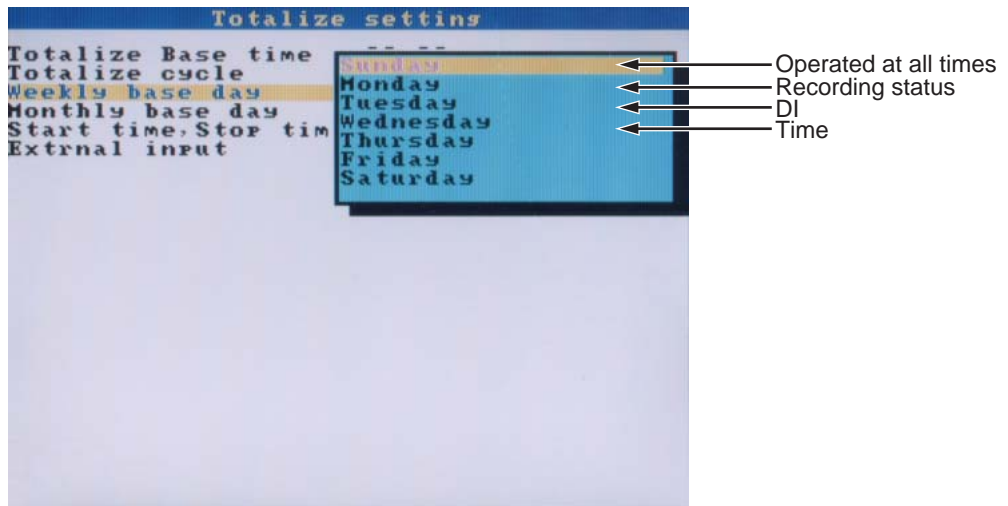 Totalize setting
Totalize Base time -- --
Totalize cycle
Weekly base day
Monthly base day
Start time,Stop tim
Extrnal input
Sunday
Monday
Tuesday
Wednesday
Thursday
Friday
Saturday
Operated at all times
Recording status
DI
Time